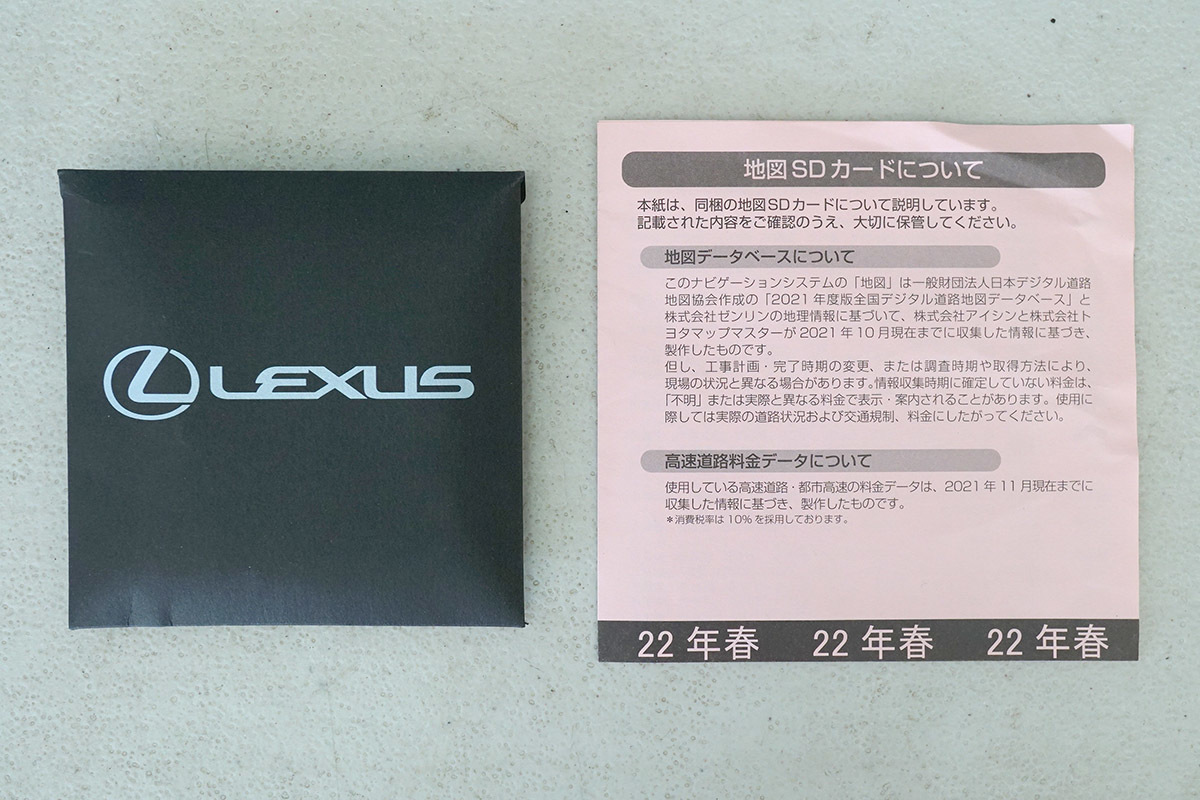 LEXUS
地図SDカードについて
本紙は、同梱の地図SDカードについて説明しています。
記載された内容をご確認のうえ、大切に保管してください。
地図データベースについて
このナビゲーションシステムの「地図」は一般財団法人日本デジタル道路
地図協会作成の「2021年度版全国デジタル道路地図データベース」と
株式会社ゼンリンの地理情報に基づいて、株式会社アイシンと株式会社ト
ヨタマップマスターが2021年10月現在までに収集した情報に基づき、
製作したものです。
但し、工事計画・完了時期の変更、または調査時期や取得方法により、
現場の状況と異なる場合があります。情報収集時期に確定していない料金は、
「不明」または実際と異なる料金で表示・案内されることがあります。使用に
際しては実際の道路状況および交通規制、料金にしたがってください。
高速道路料金データについて
使用している高速道路・都市高速の料金データは、2021年11月現在までに
収集した情報に基づき、製作したものです。
＊消費税率は10%を採用しております。
22年春 22年春 22年春